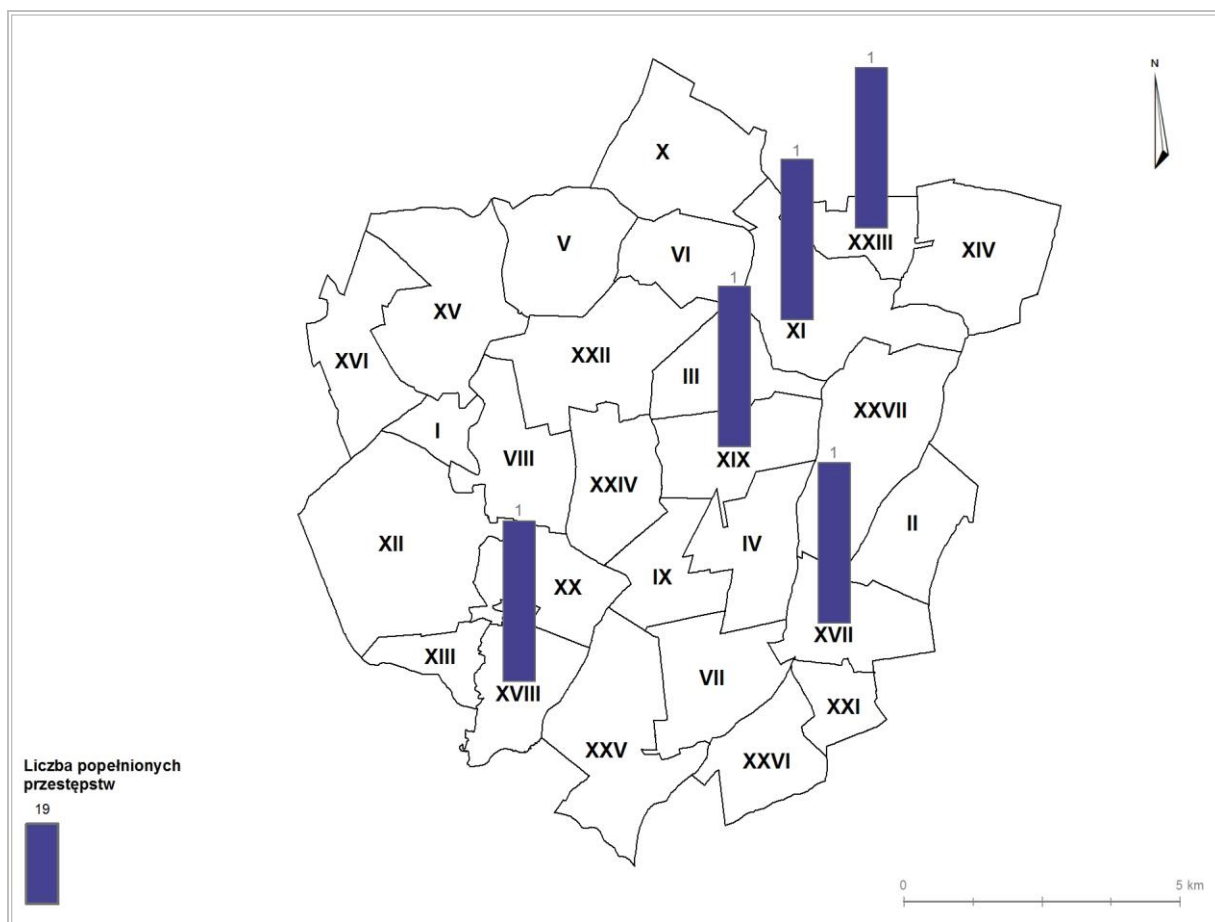 1
N
1
X
XXIII
XIV
V
VI
1
XV
XI
XVI
XXII
III
XXVII
I
XIX
VIII
1
XXIV
1
II
XII
IV
IX
XX
XVII
XIII
VII
XVIII
XXI
XXV
XXVI
Liczba popełnionych
przestępstw
19
0
5 km